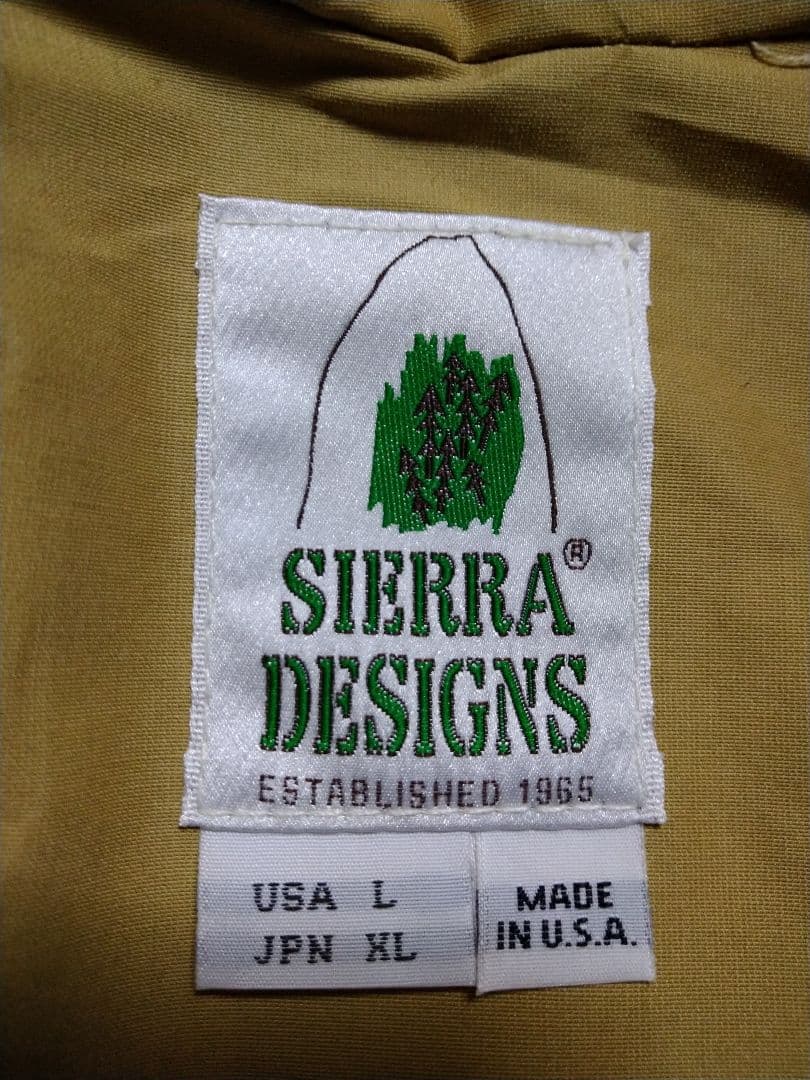 SIERRA®
DESIGNS
ESTABLISHED 1965
USA L
JPN XL
MADE
IN U.S.A.